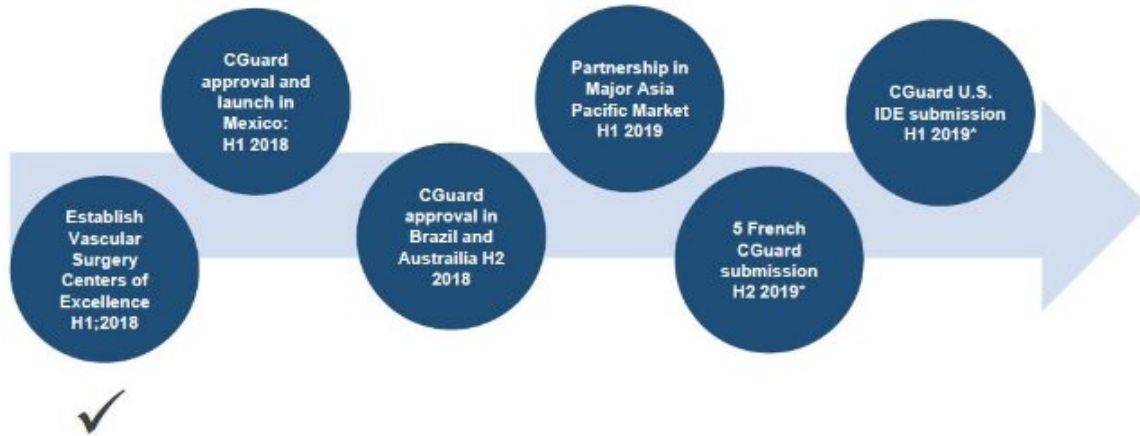 Establish
Vascular
Surgery
Centers of
Excellence
H1;2018
CGuard
approval and
launch in
Mexico:
H1 2018
CGuard
approval in
Brazil and
Austrailia H2
2018
Partnership in
Major Asia
Pacific Market
H1 2019
5 French
CGuard
submission
H2 2019*
CGuard U.S.
IDE submission
H1 2019*